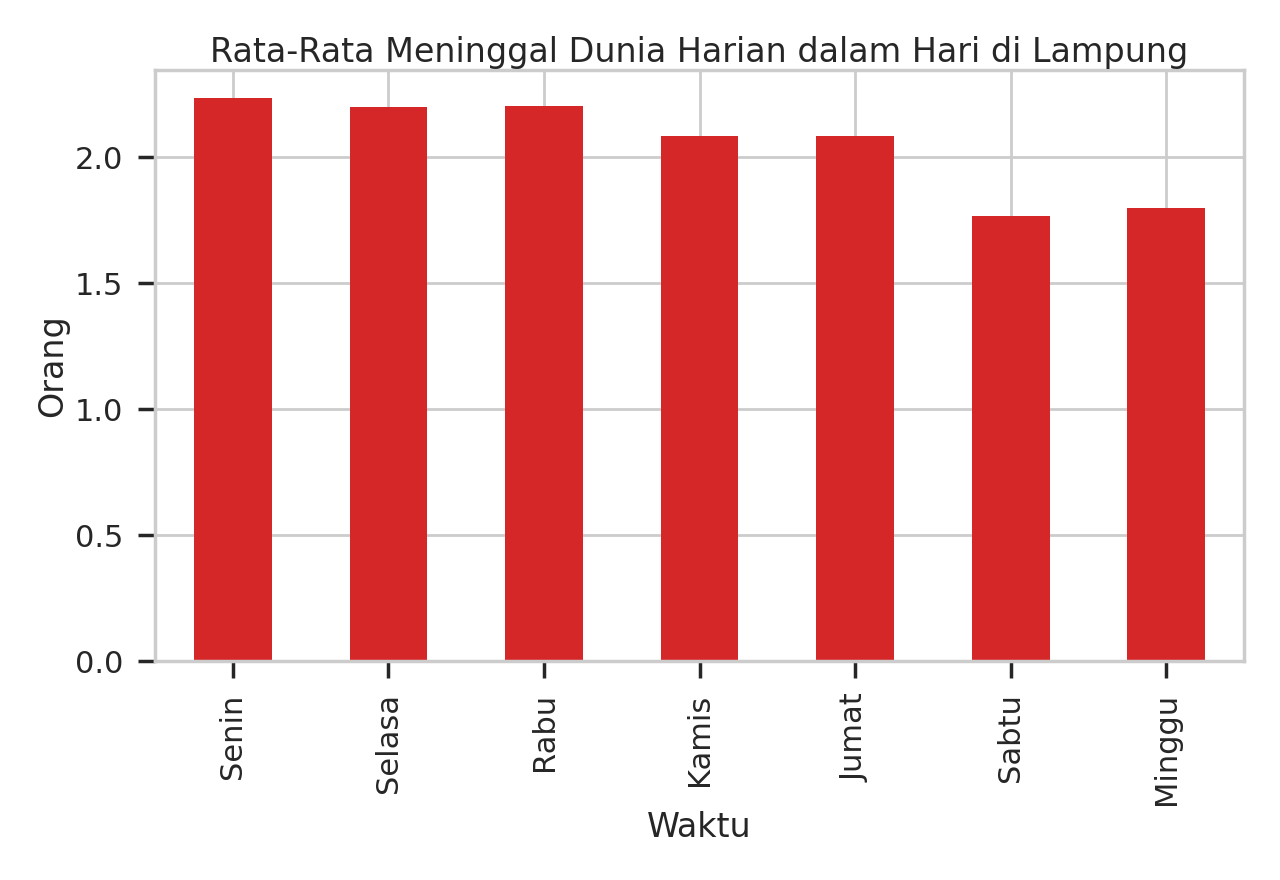 Rata-Rata Meninggal Dunia Harian dalam Hari di Lampung
2.0
1.5
1.0
0.5
0.0
Orang
Senin
Selasa
Rabu
Kamis
Jumat
Sabtu
Minggu
Waktu